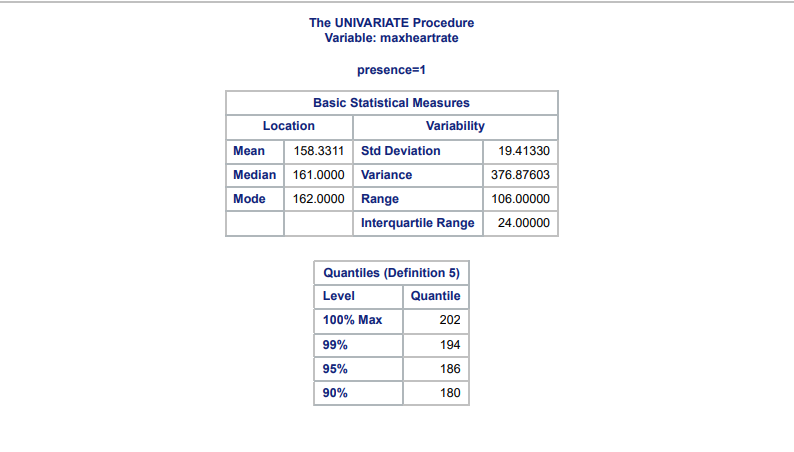 The UNIVARIATE Procedure
Variable: maxheartrate
presence=1
Basic Statistical Measures
Location Variability
Mean 158.3311 Std Deviation 19.41330
Median 161.0000 Variance 376.87603
Mode 162.0000 Range 106.00000
Interquartile Range 24.00000
Quantiles (Definition 5)
Level Quantile
100% Max 202
99% 194
95% 186
90% 180